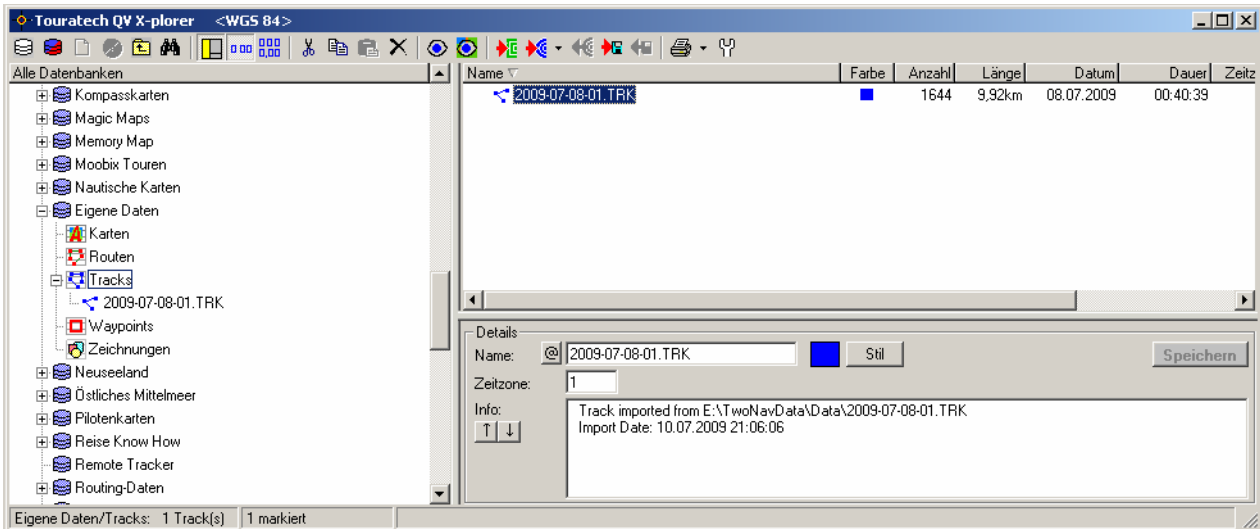 Touratech QV X-plorer <WGS 84>
Alle Datenbanken
Kompasskarten
Magic Maps
Memory Map
Moobix Touren
Nautische Karten
Eigene Daten
Karten
Routen
Tracks
2009-07-08-01.TRK
Waypoints
Zeichnungen
Neuseeland
Östliches Mittelmeer
Pilotenkarten
Reise Know How
Remote Tracker
Routing-Daten
Name Farbe Anzahl Länge Datum Dauer Zeitz
2009-07-08-01.TRK 1644 9,92km 08.07.2009 00:40:39
Details
Name: @ 2009-07-08-01.TRK Stil Speichern
Zeitzone: 1
Info: Track imported from E:\TwoNavData\Data\2009-07-08-01.TRK
Import Date: 10.07.2009 21:06:06
Eigene Daten/Tracks: 1 Track(s) 1 markiert